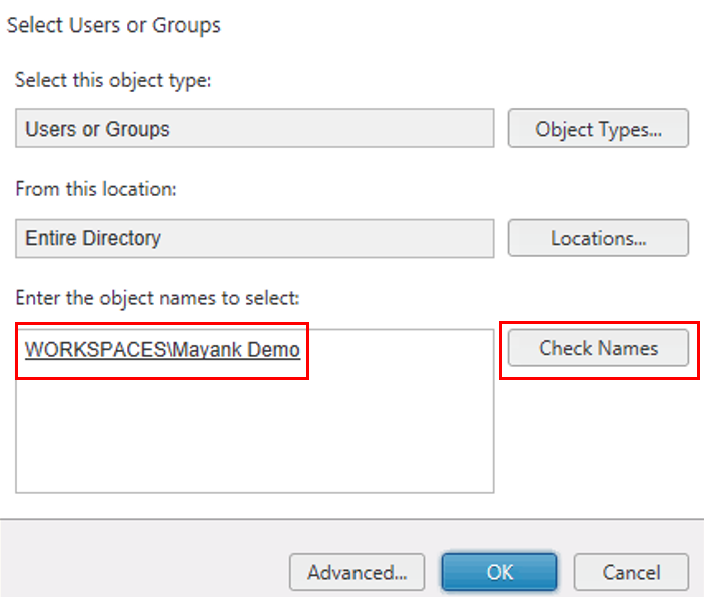 Select Users or Groups
Select this object type:
Users or Groups
Object Types...
From this location:
Entire Directory
Locations...
Enter the object names to select:
WORKSPACES\Mayank Demo
Check Names
Advanced...
OK
Cancel